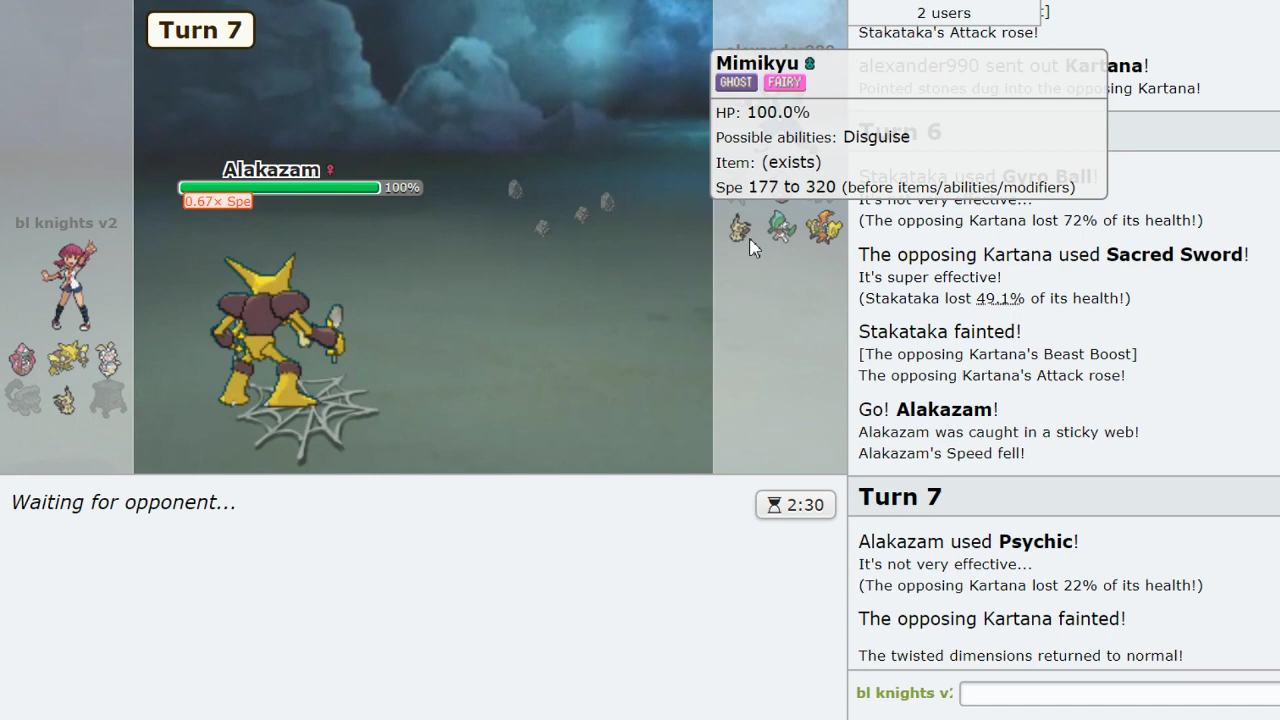 Turn 7
bl knights v2
Alakazam
100%
0.67× Spe
Mimikyu
GHOST FAIRY
HP: 100.0%
Possible abilities: Disguise
Item: (exists)
Spe 177 to 320 (before items/abilities/modifiers)
Waiting for opponent...
2:30
2 users
Stakataka's Attack rose!
alexander990 sent out Kartana!
Pointed stones dug into the opposing Kartana!
Turn 6
Stakataka used Gyro Ball!
It's not very effective...
(The opposing Kartana lost 72% of its health!)
The opposing Kartana used Sacred Sword!
It's super effective!
(Stakataka lost 49.1% of its health!)
Stakataka fainted!
[The opposing Kartana's Beast Boost]
The opposing Kartana's Attack rose!
Go! Alakazam!
Alakazam was caught in a sticky web!
Alakazam's Speed fell!
Turn 7
Alakazam used Psychic!
It's not very effective...
(The opposing Kartana lost 22% of its health!)
The opposing Kartana fainted!
The twisted dimensions returned to normal!
bl knights v2: